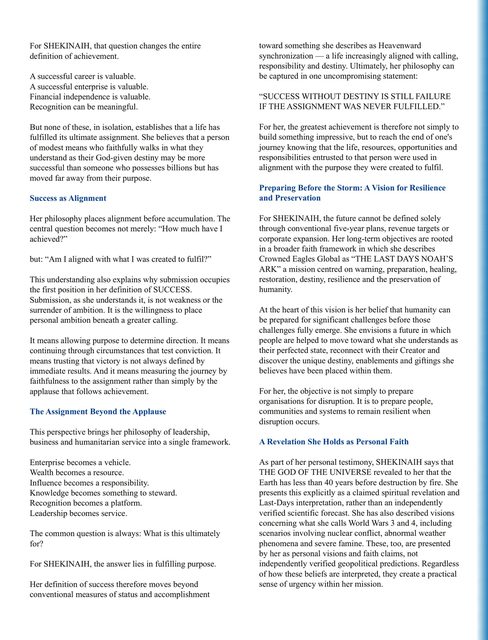 For SHEKINAIH, that question changes the entire
definition of achievement.
A successful career is valuable.
A successful enterprise is valuable.
Financial independence is valuable.
Recognition can be meaningful.
But none of these, in isolation, establishes that a life has
fulfilled its ultimate assignment. She believes that a person
of modest means who faithfully walks in what they
understand as their God-given destiny may be more
successful than someone who possesses billions but has
moved far away from their purpose.
Success as Alignment
Her philosophy places alignment before accumulation. The
central question becomes not merely: “How much have I
achieved?”
but: “Am I aligned with what I was created to fulfil?”
This understanding also explains why submission occupies
the first position in her definition of SUCCESS.
Submission, as she understands it, is not weakness or the
surrender of ambition. It is the willingness to place
personal ambition beneath a greater calling.
It means allowing purpose to determine direction. It means
continuing through circumstances that test conviction. It
means trusting that victory is not always defined by
immediate results. And it means measuring the journey by
faithfulness to the assignment rather than simply by the
applause that follows achievement.
The Assignment Beyond the Applause
This perspective brings her philosophy of leadership,
business and humanitarian service into a single framework.
Enterprise becomes a vehicle.
Wealth becomes a resource.
Influence becomes a responsibility.
Knowledge becomes something to steward.
Recognition becomes a platform.
Leadership becomes service.
The common question is always: What is this ultimately
for?
For SHEKINAIH, the answer lies in fulfilling purpose.
Her definition of success therefore moves beyond
conventional measures of status and accomplishment
toward something she describes as Heavenward
synchronization — a life increasingly aligned with calling,
responsibility and destiny. Ultimately, her philosophy can
be captured in one uncompromising statement:
“SUCCESS WITHOUT DESTINY IS STILL FAILURE
IF THE ASSIGNMENT WAS NEVER FULFILLED.”
For her, the greatest achievement is therefore not simply to
build something impressive, but to reach the end of one's
journey knowing that the life, resources, opportunities and
responsibilities entrusted to that person were used in
alignment with the purpose they were created to fulfil.
Preparing Before the Storm: A Vision for Resilience
and Preservation
For SHEKINAIH, the future cannot be defined solely
through conventional five-year plans, revenue targets or
corporate expansion. Her long-term objectives are rooted
in a broader faith framework in which she describes
Crowned Eagles Global as “THE LAST DAYS NOAH’S
ARK” a mission centred on warning, preparation, healing,
restoration, destiny, resilience and the preservation of
humanity.
At the heart of this vision is her belief that humanity can
be prepared for significant challenges before those
challenges fully emerge. She envisions a future in which
people are helped to move toward what she understands as
their perfected state, reconnect with their Creator and
discover the unique destiny, enablements and giftings she
believes have been placed within them.
For her, the objective is not simply to prepare
organisations for disruption. It is to prepare people,
communities and systems to remain resilient when
disruption occurs.
A Revelation She Holds as Personal Faith
As part of her personal testimony, SHEKINAIH says that
THE GOD OF THE UNIVERSE revealed to her that the
Earth has less than 40 years before destruction by fire. She
presents this explicitly as a claimed spiritual revelation and
Last-Days interpretation, rather than an independently
verified scientific forecast. She has also described visions
concerning what she calls World Wars 3 and 4, including
scenarios involving nuclear conflict, abnormal weather
phenomena and severe famine. These, too, are presented
by her as personal visions and faith claims, not
independently verified geopolitical predictions. Regardless
of how these beliefs are interpreted, they create a practical
sense of urgency within her mission.